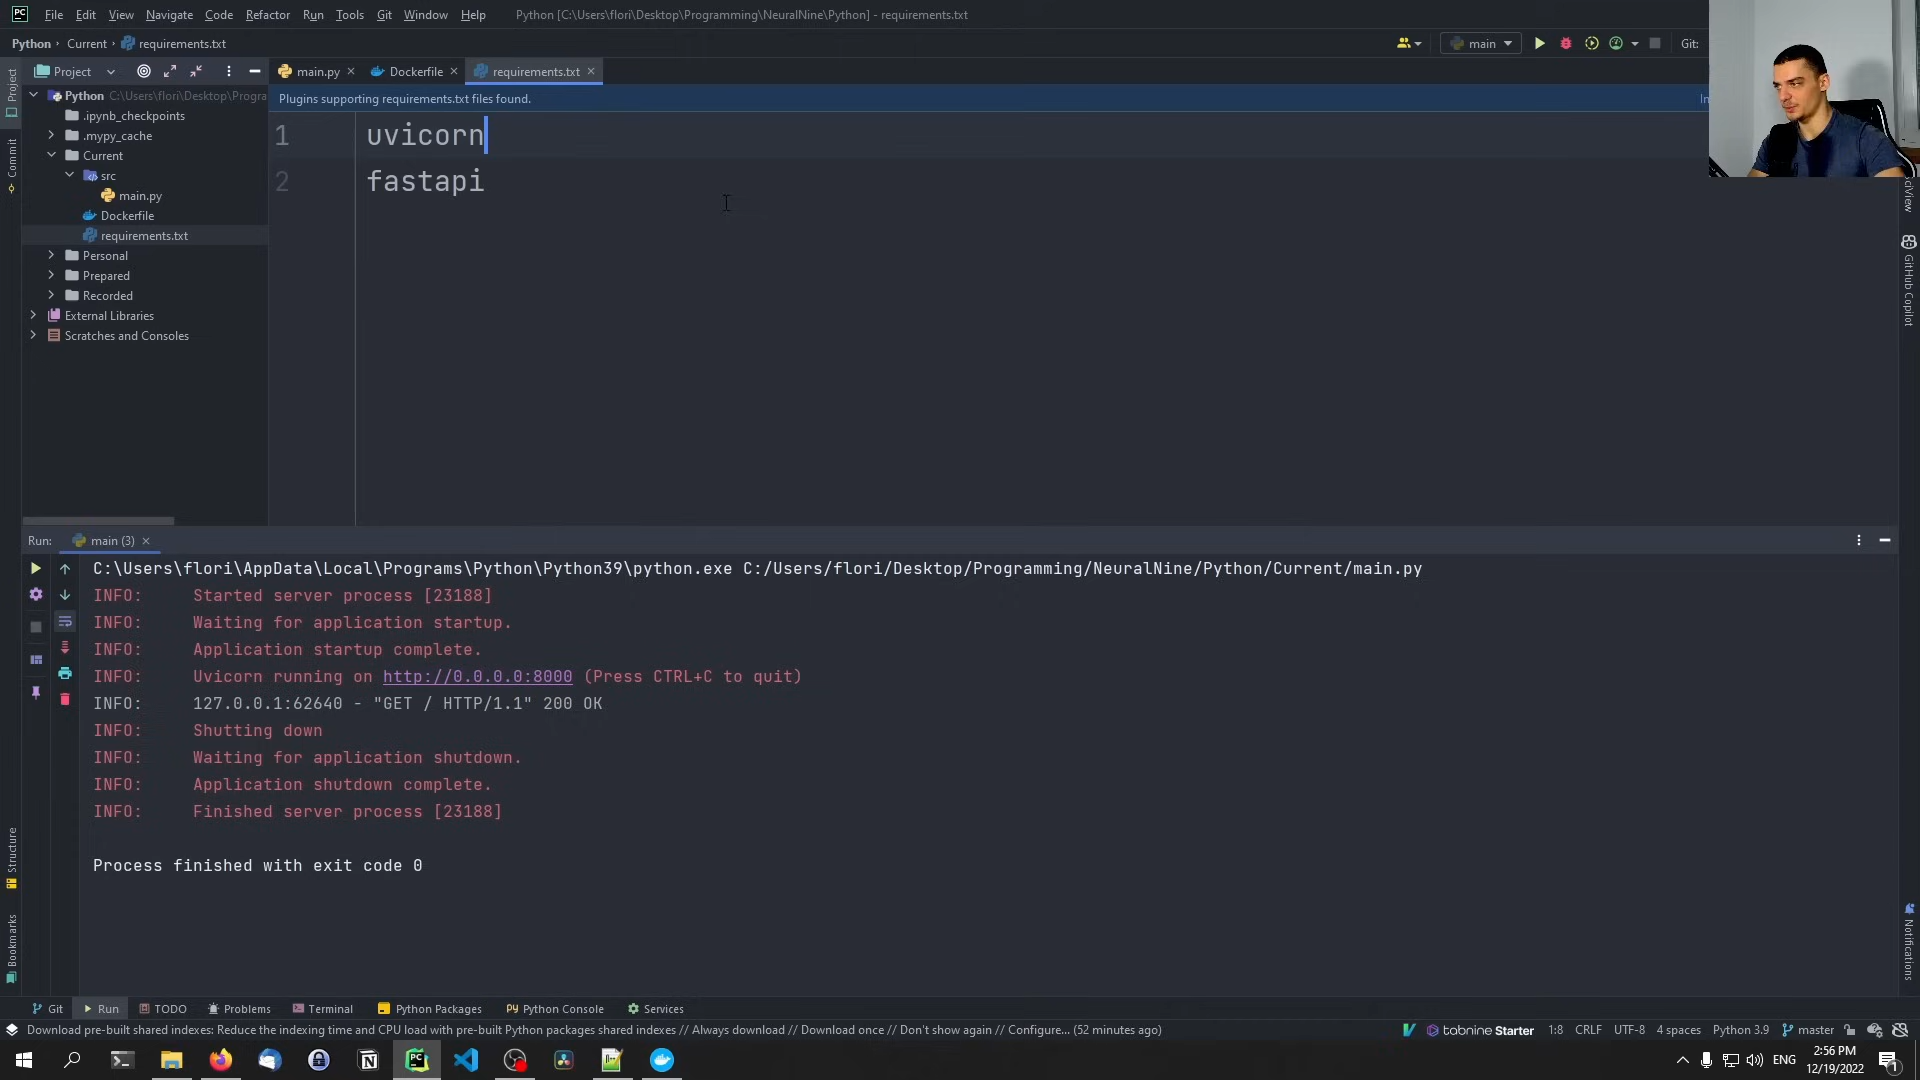 File Edit View Navigate Code Refactor Run Tools Git Window Help Python [C:\Users\flori\Desktop\Programming\NeuralNine\Python] - requirements.txt
Python Current requirements.txt
main Git:
Project
main.py Dockerfile requirements.txt
Python C:\Users\flori\Desktop\Progra
Plugins supporting requirements.txt files found.
.ipynb_checkpoints
.mypy_cache
Current
src
main.py
Dockerfile
requirements.txt
Personal
Prepared
Recorded
External Libraries
Scratches and Consoles
1 uvicorn
2 fastapi
Project
Commit
Structure
Bookmarks
SciView
GitHub Copilot
Notifications
Run: main (3)
C:\Users\flori\AppData\Local\Programs\Python\Python39\python.exe C:/Users/flori/Desktop/Programming/NeuralNine/Python/Current/main.py
INFO: Started server process [23188]
INFO: Waiting for application startup.
INFO: Application startup complete.
INFO: Uvicorn running on http://0.0.0.0:8000 (Press CTRL+C to quit)
INFO: 127.0.0.1:62640 - "GET / HTTP/1.1" 200 OK
INFO: Shutting down
INFO: Waiting for application shutdown.
INFO: Application shutdown complete.
INFO: Finished server process [23188]
Process finished with exit code 0
Git Run TODO Problems Terminal Python Packages Python Console Services
Download pre-built shared indexes: Reduce the indexing time and CPU load with pre-built Python packages shared indexes // Always download // Download once // Don't show again // Configure... (52 minutes ago)
tabnine Starter 1:8 CRLF UTF-8 4 spaces Python 3.9 master
ENG
2:56 PM
12/19/2022